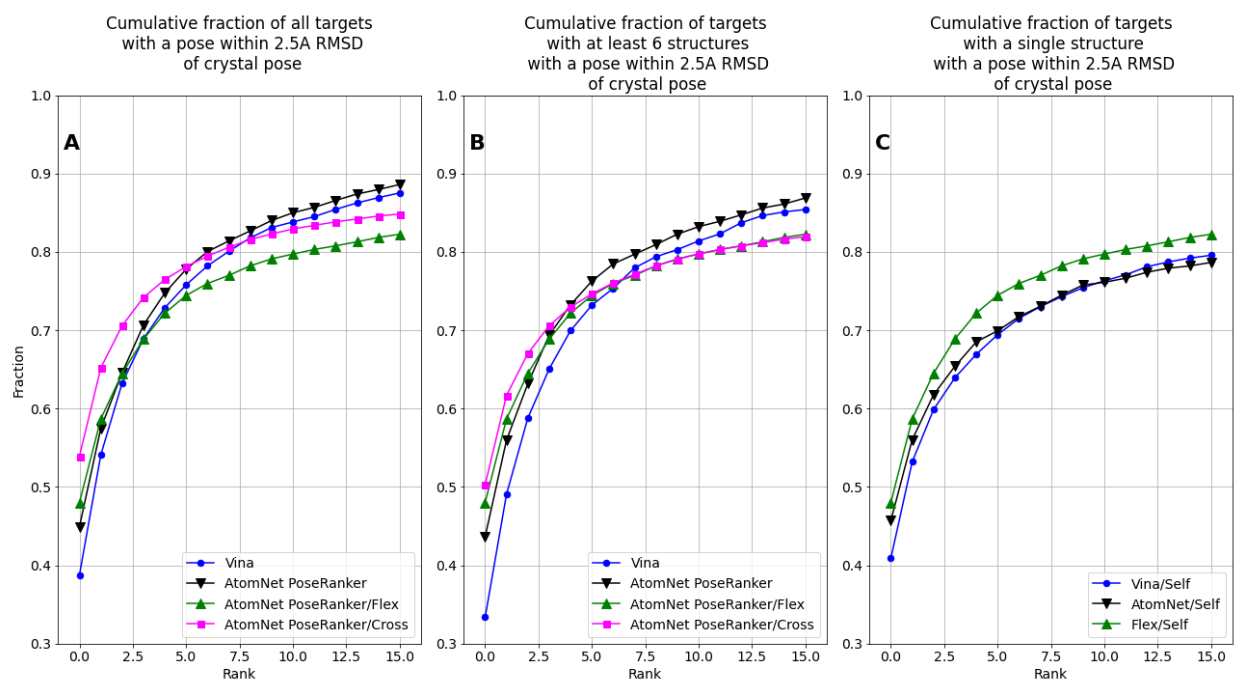 Cumulative fraction of all targets
with a pose within 2.5A RMSD
of crystal pose
A
Fraction
1.0
0.9
0.8
0.7
0.6
0.5
0.4
0.3
Vina
AtomNet PoseRanker
AtomNet PoseRanker/Flex
AtomNet PoseRanker/Cross
0.0 2.5 5.0 7.5 10.0 12.5 15.0
Rank
Cumulative fraction of targets
with at least 6 structures
with a pose within 2.5A RMSD
of crystal pose
B
1.0
0.9
0.8
0.7
0.6
0.5
0.4
0.3
Vina
AtomNet PoseRanker
AtomNet PoseRanker/Flex
AtomNet PoseRanker/Cross
0.0 2.5 5.0 7.5 10.0 12.5 15.0
Rank
Cumulative fraction of targets
with a single structure
with a pose within 2.5A RMSD
of crystal pose
C
1.0
0.9
0.8
0.7
0.6
0.5
0.4
0.3
Vina/Self
AtomNet/Self
Flex/Self
0.0 2.5 5.0 7.5 10.0 12.5 15.0
Rank